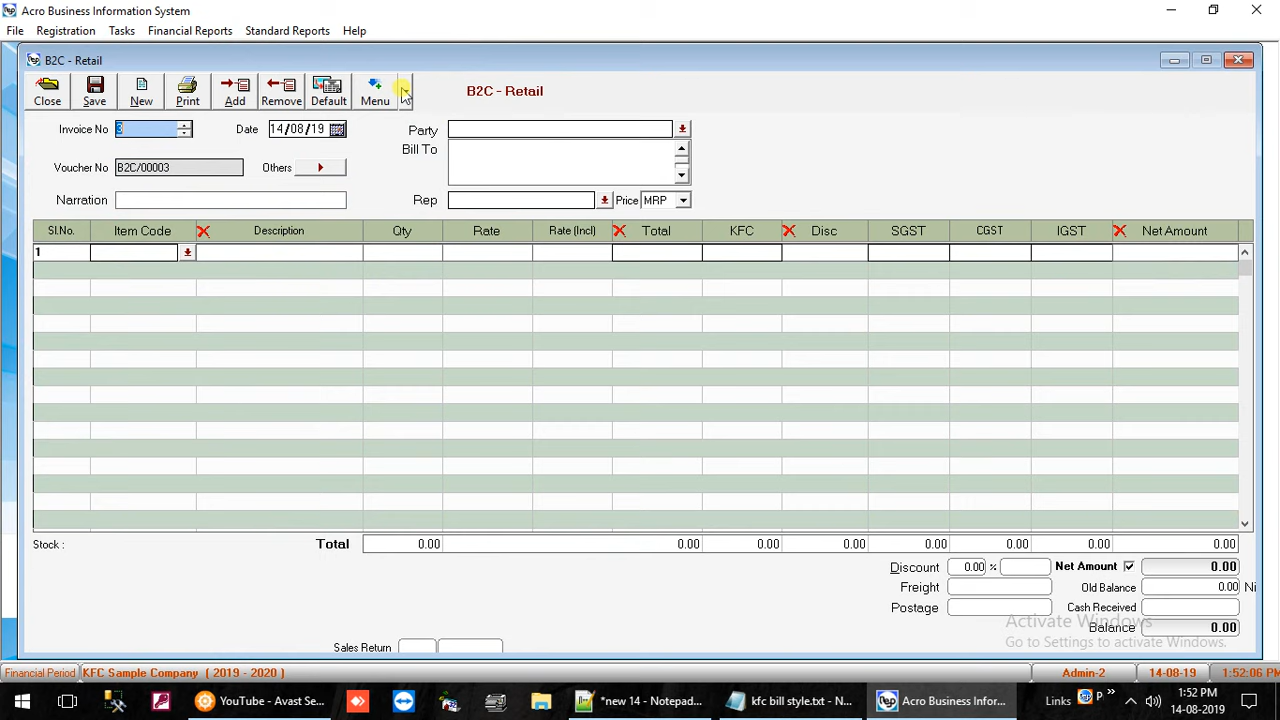 Acro Business Information System
File Registration Tasks Financial Reports Standard Reports Help
B2C - Retail
Close Save New Print Add Remove Default Menu
B2C - Retail
Invoice No 3 Date 14/08/19 Party
Bill To
Voucher No B2C/00003 Others
Narration Rep Price MRP
Sl.No. Item Code Description Qty Rate Rate (Incl) Total KFC Disc SGST CGST IGST Net Amount
1
Stock : Total 0.00 0.00 0.00 0.00 0.00 0.00 0.00 0.00
Discount 0.00 % Net Amount 0.00
Freight Old Balance 0.00 Ni
Postage Cash Received
Balance 0.00
Activate Windows
Go to Settings to activate Windows.
Sales Return
Financial Period KFC Sample Company ( 2019 - 2020 ) Admin-2 14-08-19 1:52:06 PM
YouTube - Avast Se... *new 14 - Notepad... kfc bill style.txt - N... Acro Business Infor... Links P » 1:52 PM
14-08-2019